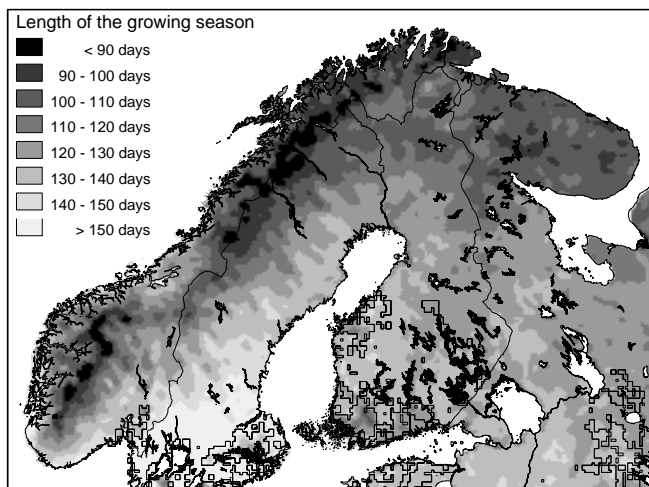 Length of the growing season
< 90 days
90 - 100 days
100 - 110 days
110 - 120 days
120 - 130 days
130 - 140 days
140 - 150 days
> 150 days